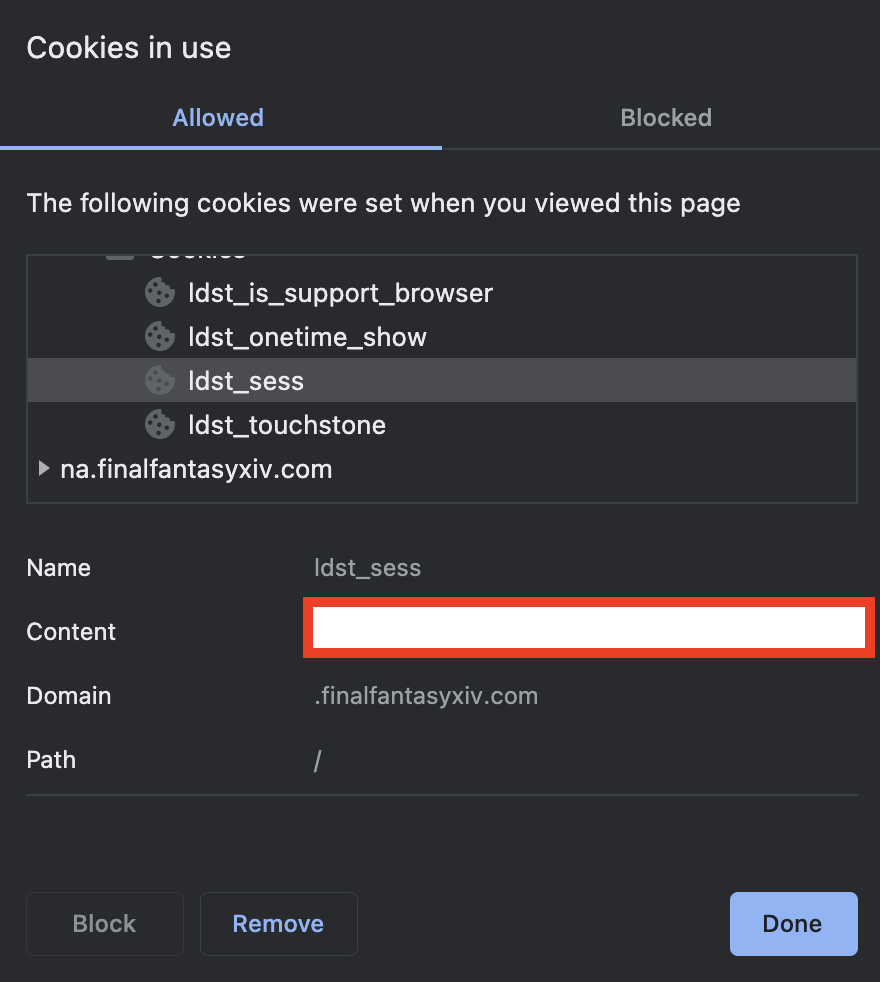 Cookies in use
Allowed Blocked
The following cookies were set when you viewed this page
Cookies
ldst_is_support_browser
ldst_onetime_show
ldst_sess
ldst_touchstone
na.finalfantasyxiv.com
Name ldst_sess
Content
Domain .finalfantasyxiv.com
Path /
Block Remove Done